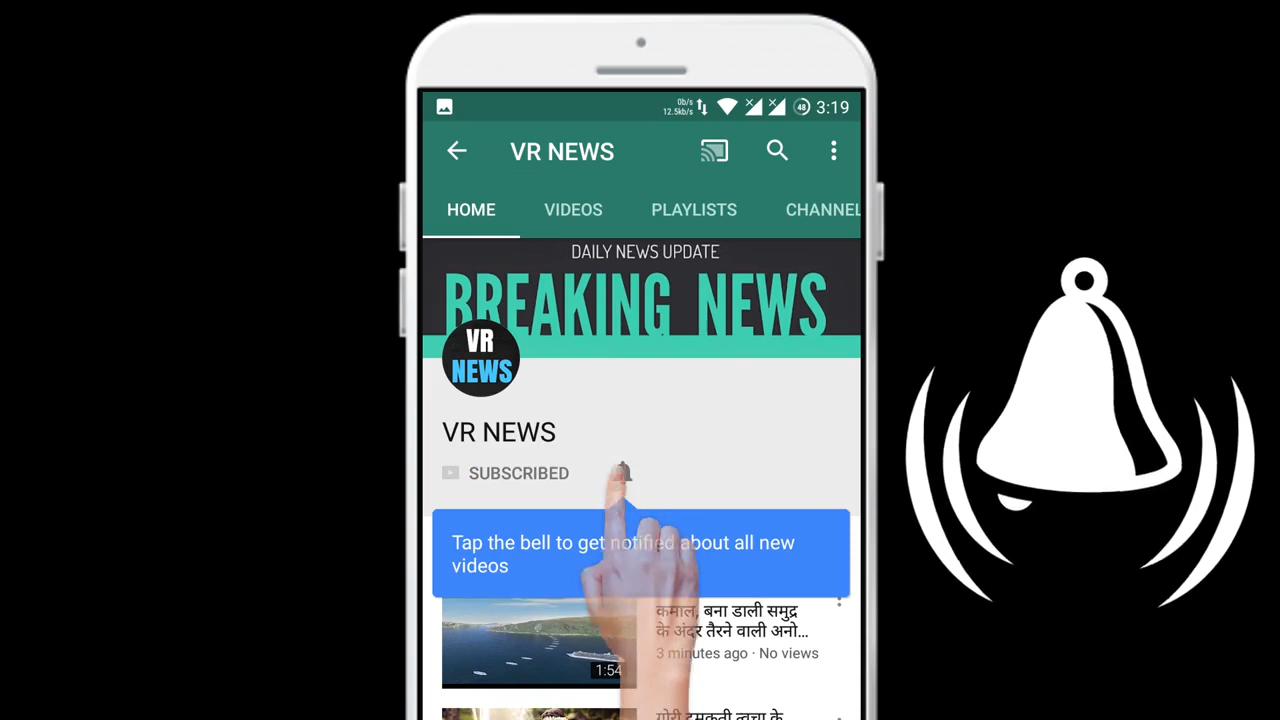 0b/s
12.5kb/s
48
3:19
VR NEWS
HOME VIDEOS PLAYLISTS CHANNEL
DAILY NEWS UPDATE
BREAKING NEWS
VR
NEWS
VR NEWS
SUBSCRIBED
Tap the bell to get notified about all new
videos
कमाल, बना डाली समुद्र
के अंदर तैरने वाली अनो...
3 minutes ago · No views
1:54
गोरी दमकती त्वचा के